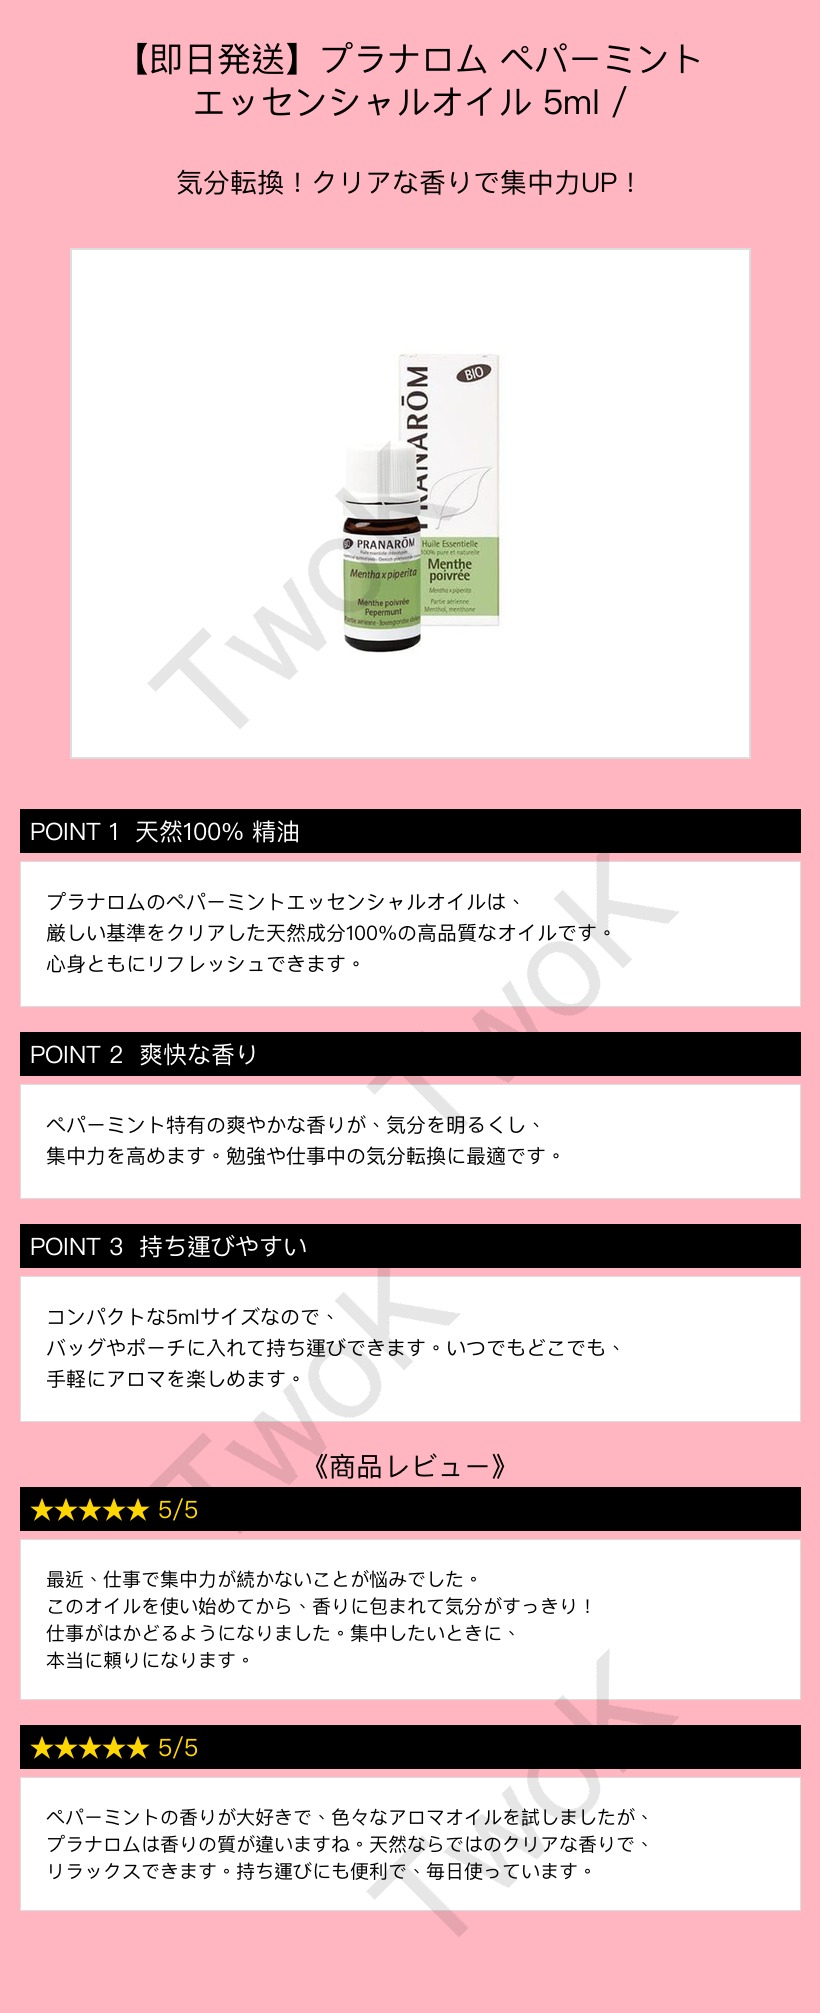 【即日発送】プラナロム ペパーミント
エッセンシャルオイル 5ml /
気分転換！クリアな香りで集中力UP！
BIO
PRANARŌM
PRANARŌM
Huile Essentielle
100% pure et naturelle
Menthe
poivrée
Mentha x piperita
Partie aérienne
Menthol, menthone
Mentha x piperita
Menthe poivrée
Pepermunt
TwoK
POINT 1 天然100% 精油
プラナロムのペパーミントエッセンシャルオイルは、
厳しい基準をクリアした天然成分100%の高品質なオイルです。
心身ともにリフレッシュできます。
TwoK
POINT 2 爽快な香り
ペパーミント特有の爽やかな香りが、気分を明るくし、
集中力を高めます。勉強や仕事中の気分転換に最適です。
POINT 3 持ち運びやすい
コンパクトな5mlサイズなので、
バッグやポーチに入れて持ち運びできます。いつでもどこでも、
手軽にアロマを楽しめます。
TwoK
《商品レビュー》
★★★★★ 5/5
最近、仕事で集中力が続かないことが悩みでした。
このオイルを使い始めてから、香りに包まれて気分がすっきり！
仕事がはかどるようになりました。集中したいときに、
本当に頼りになります。
★★★★★ 5/5
ペパーミントの香りが大好きで、色々なアロマオイルを試しましたが、
プラナロムは香りの質が違いますね。天然ならではのクリアな香りで、
リラックスできます。持ち運びにも便利で、毎日使っています。
TwoK